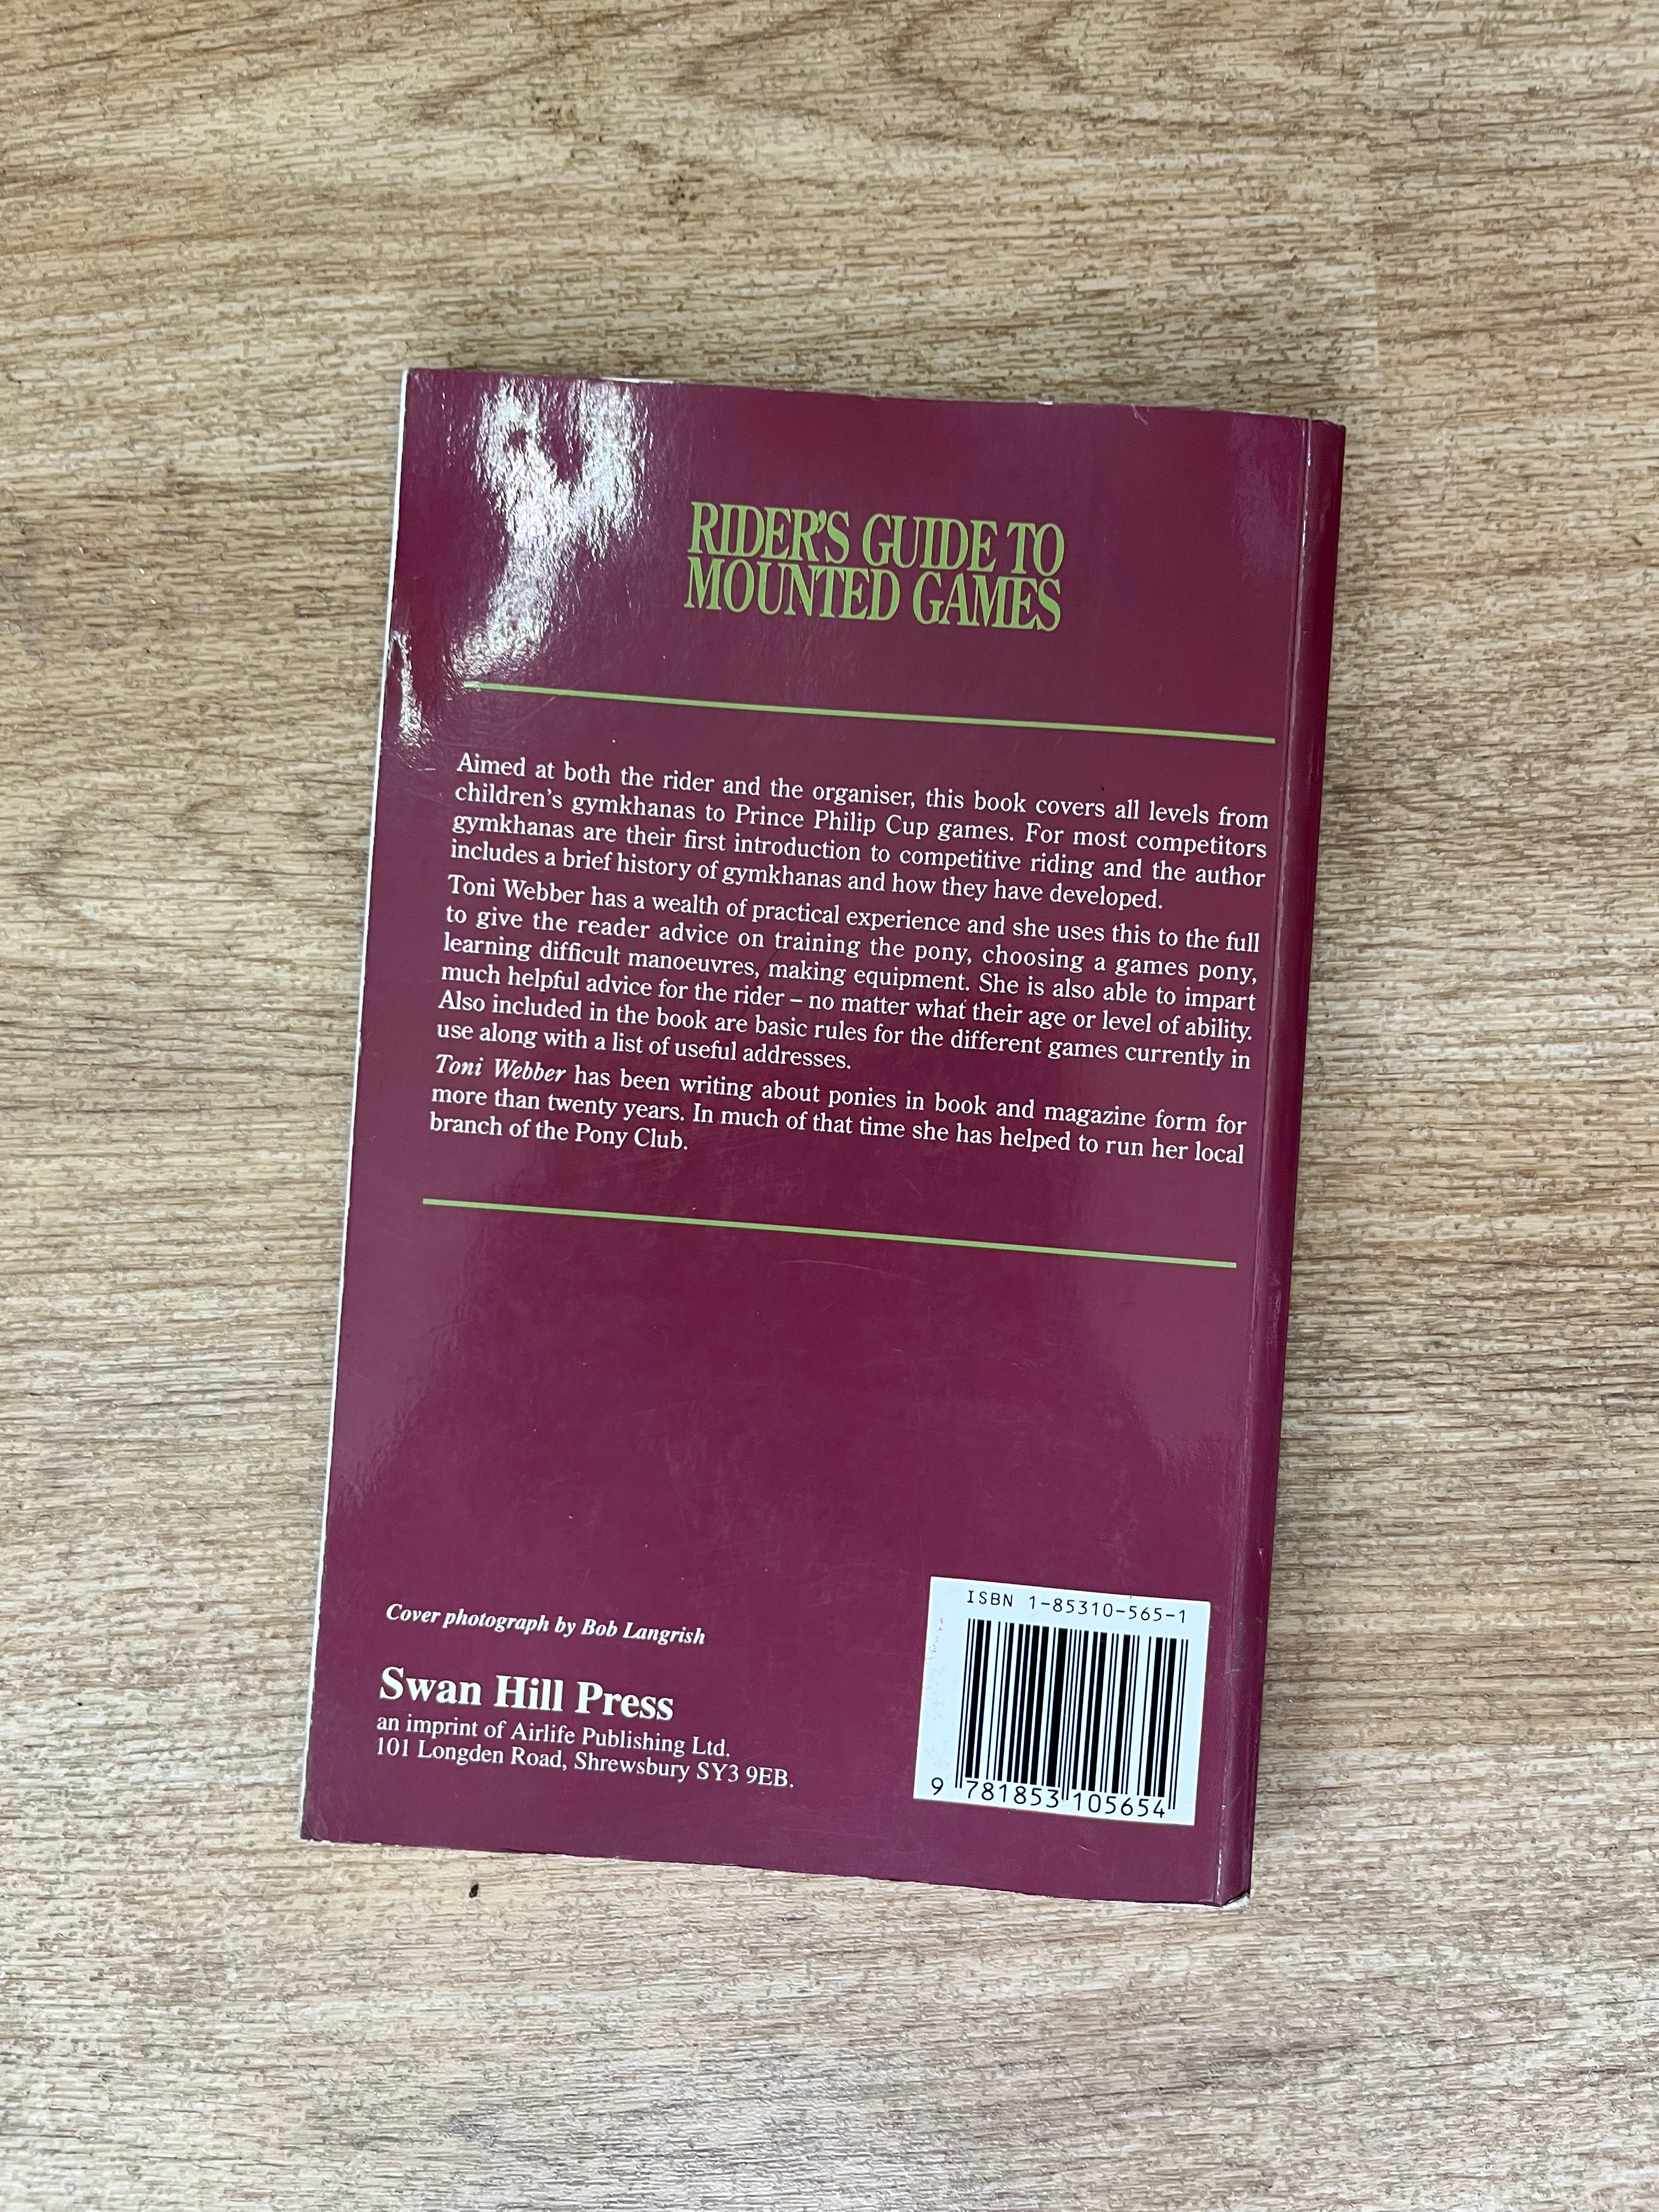 RIDER'S GUIDE TO
MOUNTED GAMES
Aimed at both the rider and the organiser, this book covers all levels from
children's gymkhanas to Prince Philip Cup games. For most competitors
gymkhanas are their first introduction to competitive riding and the author
includes a brief history of gymkhanas and how they have developed.
Toni Webber has a wealth of practical experience and she uses this to the full
to give the reader advice on training the pony, choosing a games pony,
learning difficult manoeuvres, making equipment. She is also able to impart
much helpful advice for the rider – no matter what their age or level of ability.
Also included in the book are basic rules for the different games currently in
use along with a list of useful addresses.
Toni Webber has been writing about ponies in book and magazine form for
more than twenty years. In much of that time she has helped to run her local
branch of the Pony Club.
Cover photograph by Bob Langrish
Swan Hill Press
an imprint of Airlife Publishing Ltd.
101 Longden Road, Shrewsbury SY3 9EB.
ISBN 1-85310-565-1
9 781853 105654